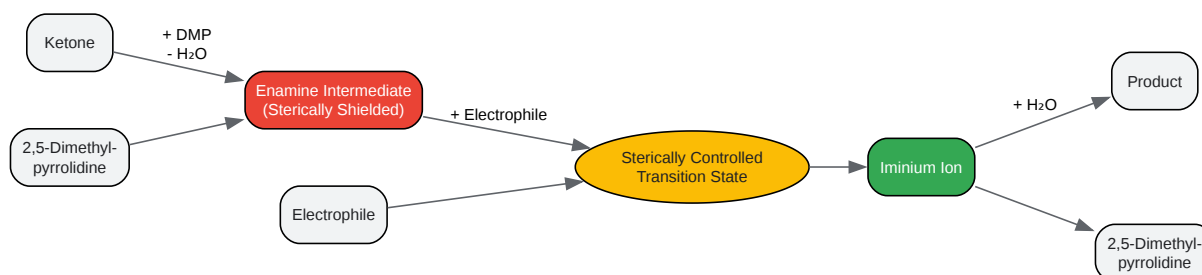 Ketone
+ DMP
- H₂O
2,5-Dimethyl-
pyrrolidine
Enamine Intermediate
(Sterically Shielded)
+ Electrophile
Electrophile
Sterically Controlled
Transition State
Iminium Ion
+ H₂O
Product
2,5-Dimethyl-
pyrrolidine